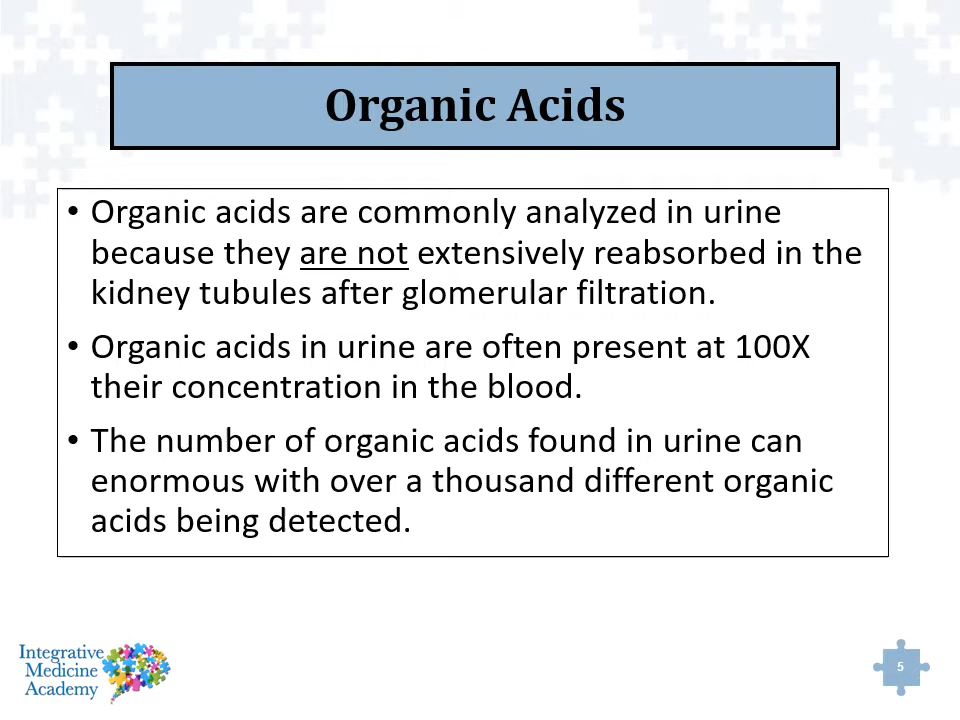 Organic Acids
• Organic acids are commonly analyzed in urine
because they are not extensively reabsorbed in the
kidney tubules after glomerular filtration.
• Organic acids in urine are often present at 100X
their concentration in the blood.
• The number of organic acids found in urine can
enormous with over a thousand different organic
acids being detected.
Integrative
Medicine
Academy
5